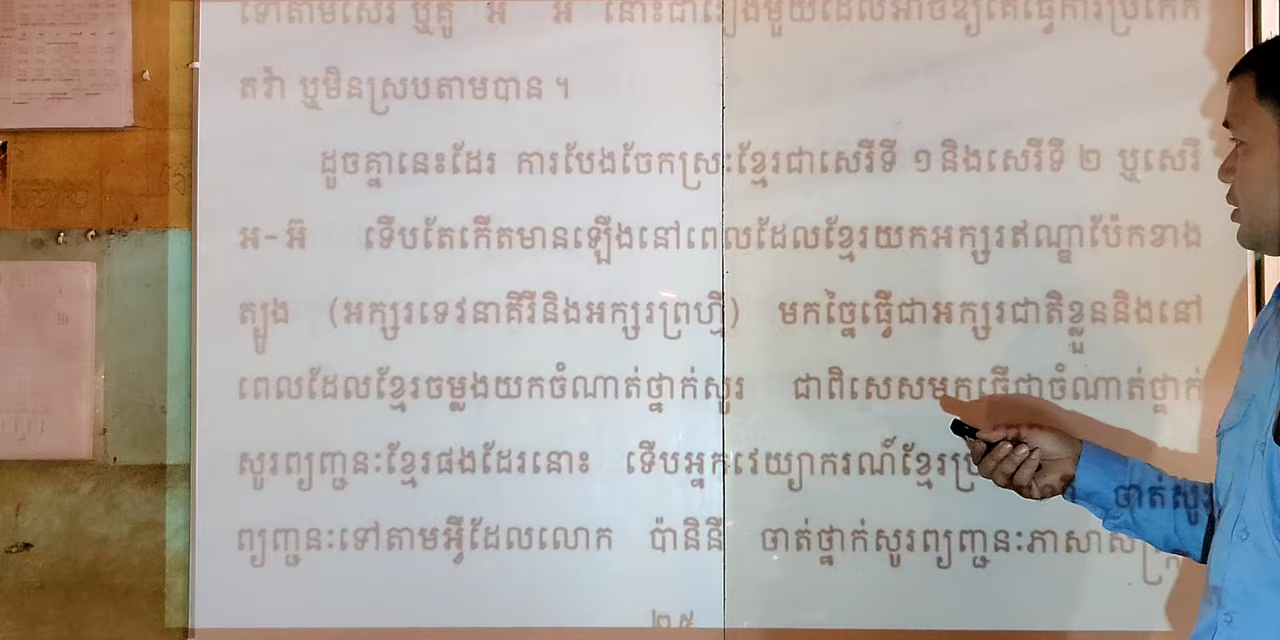 ទៅតាមសេរី ឬគូ អ អ៊ នោះជារឿងមួយដែលអាចឱ្យគេធ្វើការប្រកែក
តវ៉ា ឬមិនស្របតាមបាន ។
ដូចគ្នានេះដែរ ការបែងចែកស្រៈខ្មែរជាសេរីទី ១ និងសេរីទី ២ ឬសេរី
អ-អ៊ ទើបតែកើតមានឡើងនៅពេលដែលខ្មែរយកអក្សរឥណ្ឌាប៉ែកខាង
ត្បូង (អក្សរទេវនាគីរីនិងអក្សរព្រហ្មី) មកច្នៃធ្វើជាអក្សរជាតិខ្លួននិងនៅ
ពេលដែលខ្មែរចម្លងយកចំណាត់ថ្នាក់សូរ ជាពិសេសមកធ្វើជាចំណាត់ថ្នាក់
សូរព្យញ្ជនៈខ្មែរផងដែរនោះ ទើបអ្នកវេយ្យាករណ៍ខ្មែរ ចាត់សូរ
ព្យញ្ជនៈទៅតាមអ្វីដែលលោក ប៉ានិនី ចាត់ថ្នាក់សូរព្យញ្ជនៈភាសាសំស្ក្រឹត
២៥